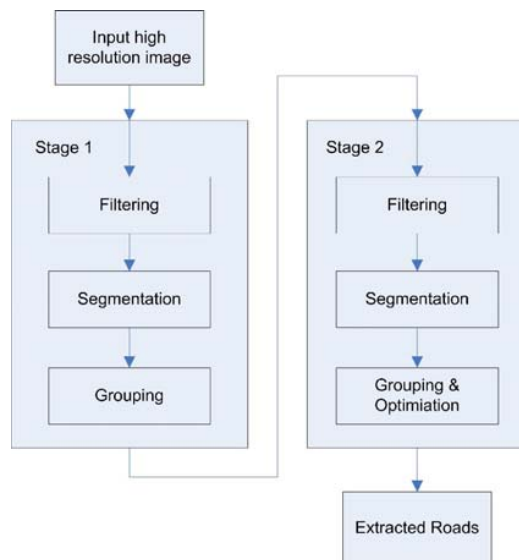 Input high
resolution image
Stage 1
Filtering
Segmentation
Grouping
Stage 2
Filtering
Segmentation
Grouping &
Optimiation
Extracted Roads